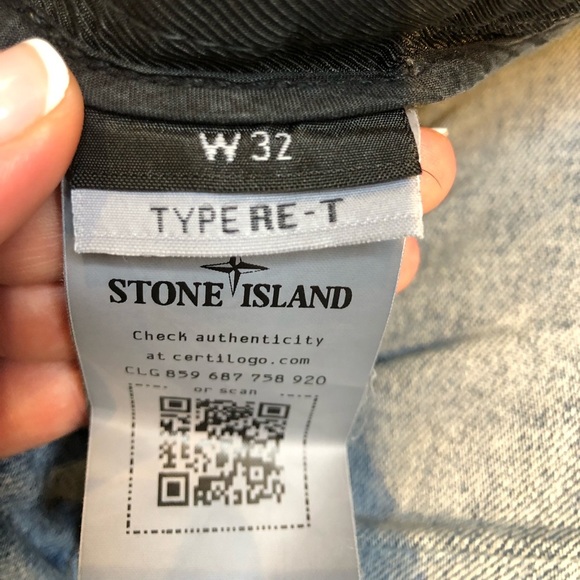 W 32
TYPE RE-T
STONE ISLAND
Check authenticity
at certilogo.com
CLG 859 687 758 920
or scan